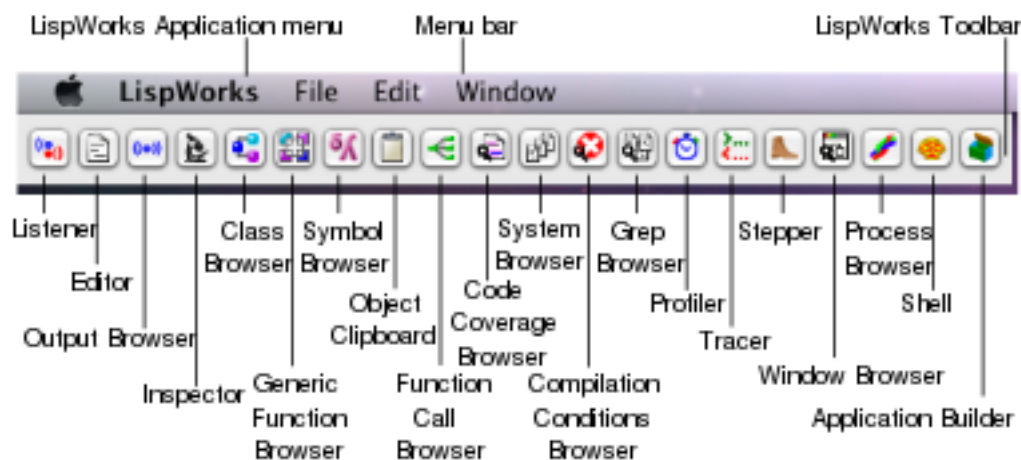 LispWorks Application menu
Menu bar
LispWorks Toolbar
LispWorks File Edit Window
Listener
Editor
Output Browser
Inspector
Class
Browser
Generic
Function
Browser
Symbol
Browser
Object
Clipboard
Function
Call
Browser
Code
Coverage
Browser
System
Browser
Compilation
Conditions
Browser
Grep
Browser
Profiler
Tracer
Stepper
Window Browser
Process
Browser
Shell
Application Builder